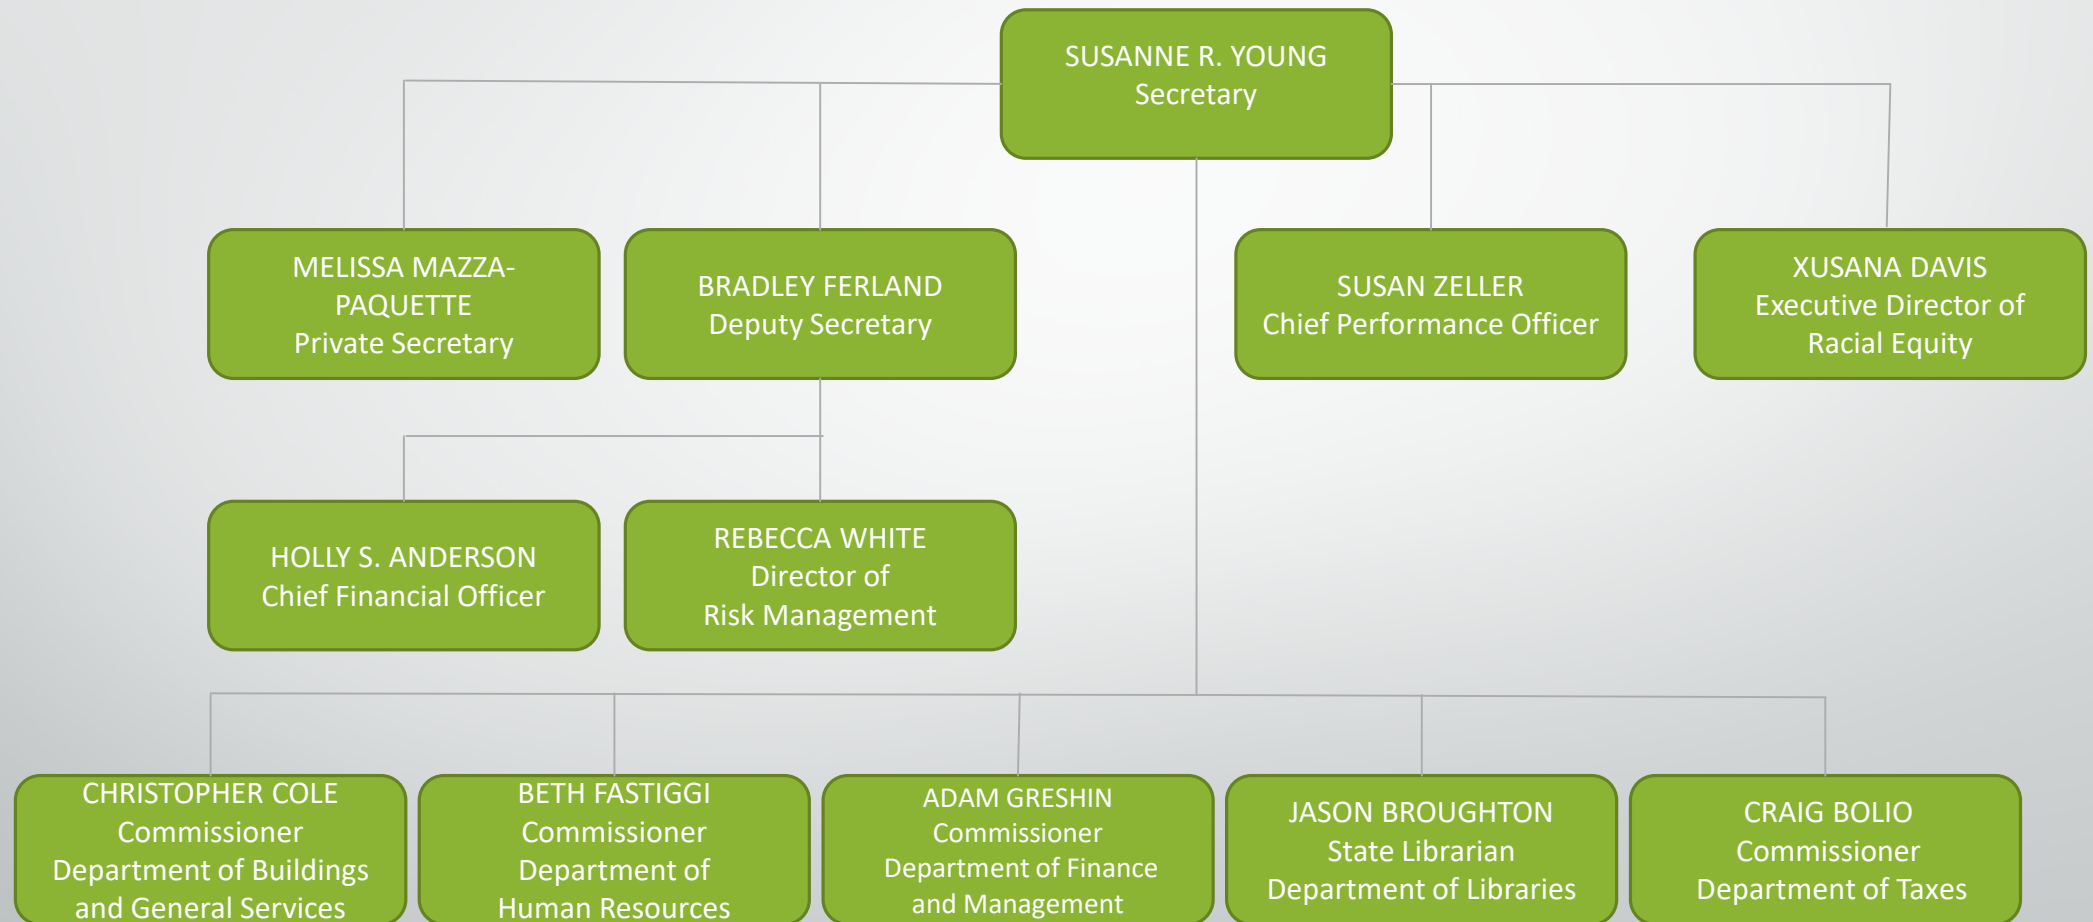 SUSANNE R. YOUNG
Secretary
MELISSA MAZZA-
PAQUETTE
Private Secretary
BRADLEY FERLAND
Deputy Secretary
SUSAN ZELLER
Chief Performance Officer
XUSANA DAVIS
Executive Director of
Racial Equity
HOLLY S. ANDERSON
Chief Financial Officer
REBECCA WHITE
Director of
Risk Management
CHRISTOPHER COLE
Commissioner
Department of Buildings
and General Services
BETH FASTIGGI
Commissioner
Department of
Human Resources
ADAM GRESHIN
Commissioner
Department of Finance
and Management
JASON BROUGHTON
State Librarian
Department of Libraries
CRAIG BOLIO
Commissioner
Department of Taxes